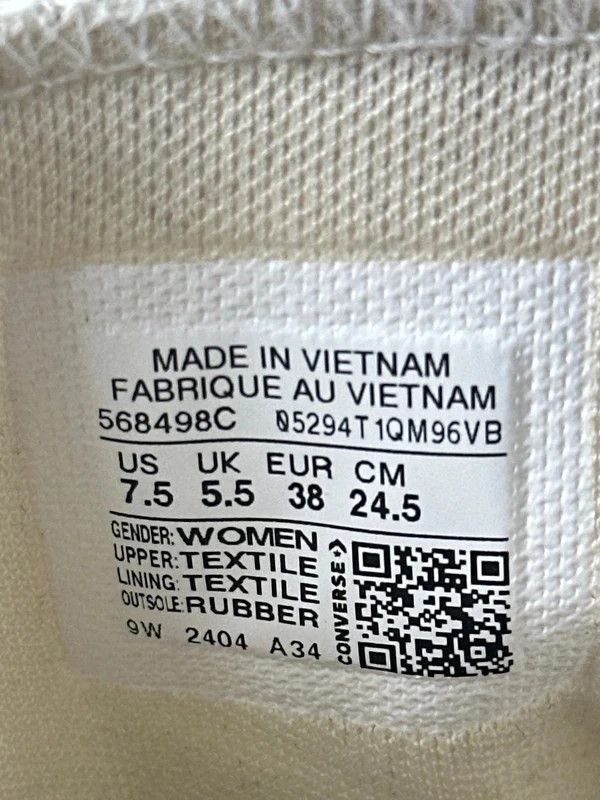 MADE IN VIETNAM
FABRIQUE AU VIETNAM
568498C 05294T1QM96VB
US UK EUR CM
7.5 5.5 38 24.5
GENDER: WOMEN
UPPER: TEXTILE
LINING: TEXTILE
OUTSOLE: RUBBER
9W 2404 A34
CONVERSE